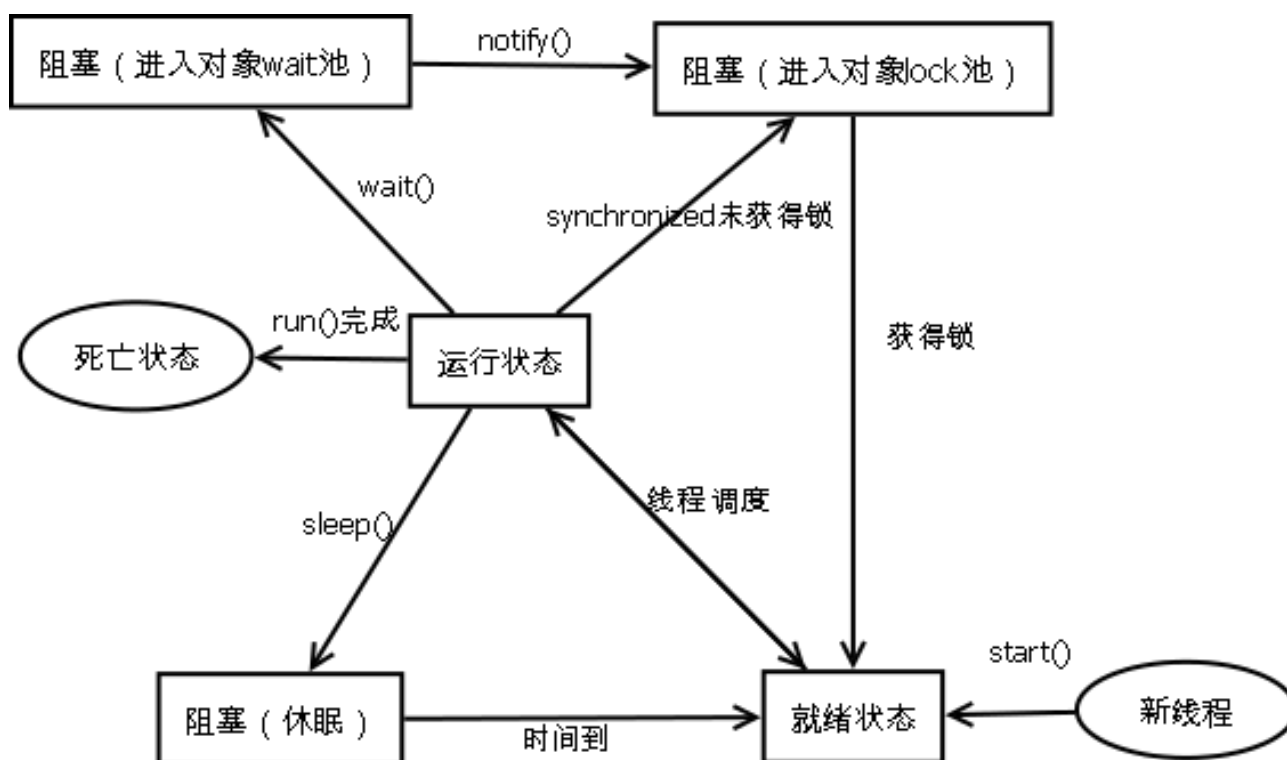 阻塞（进入对象wait池）
notify()
阻塞（进入对象lock池）
wait()
synchronized未获得锁
run()完成
死亡状态
运行状态
获得锁
线程调度
sleep()
start()
阻塞（休眠）
时间到
就绪状态
新线程